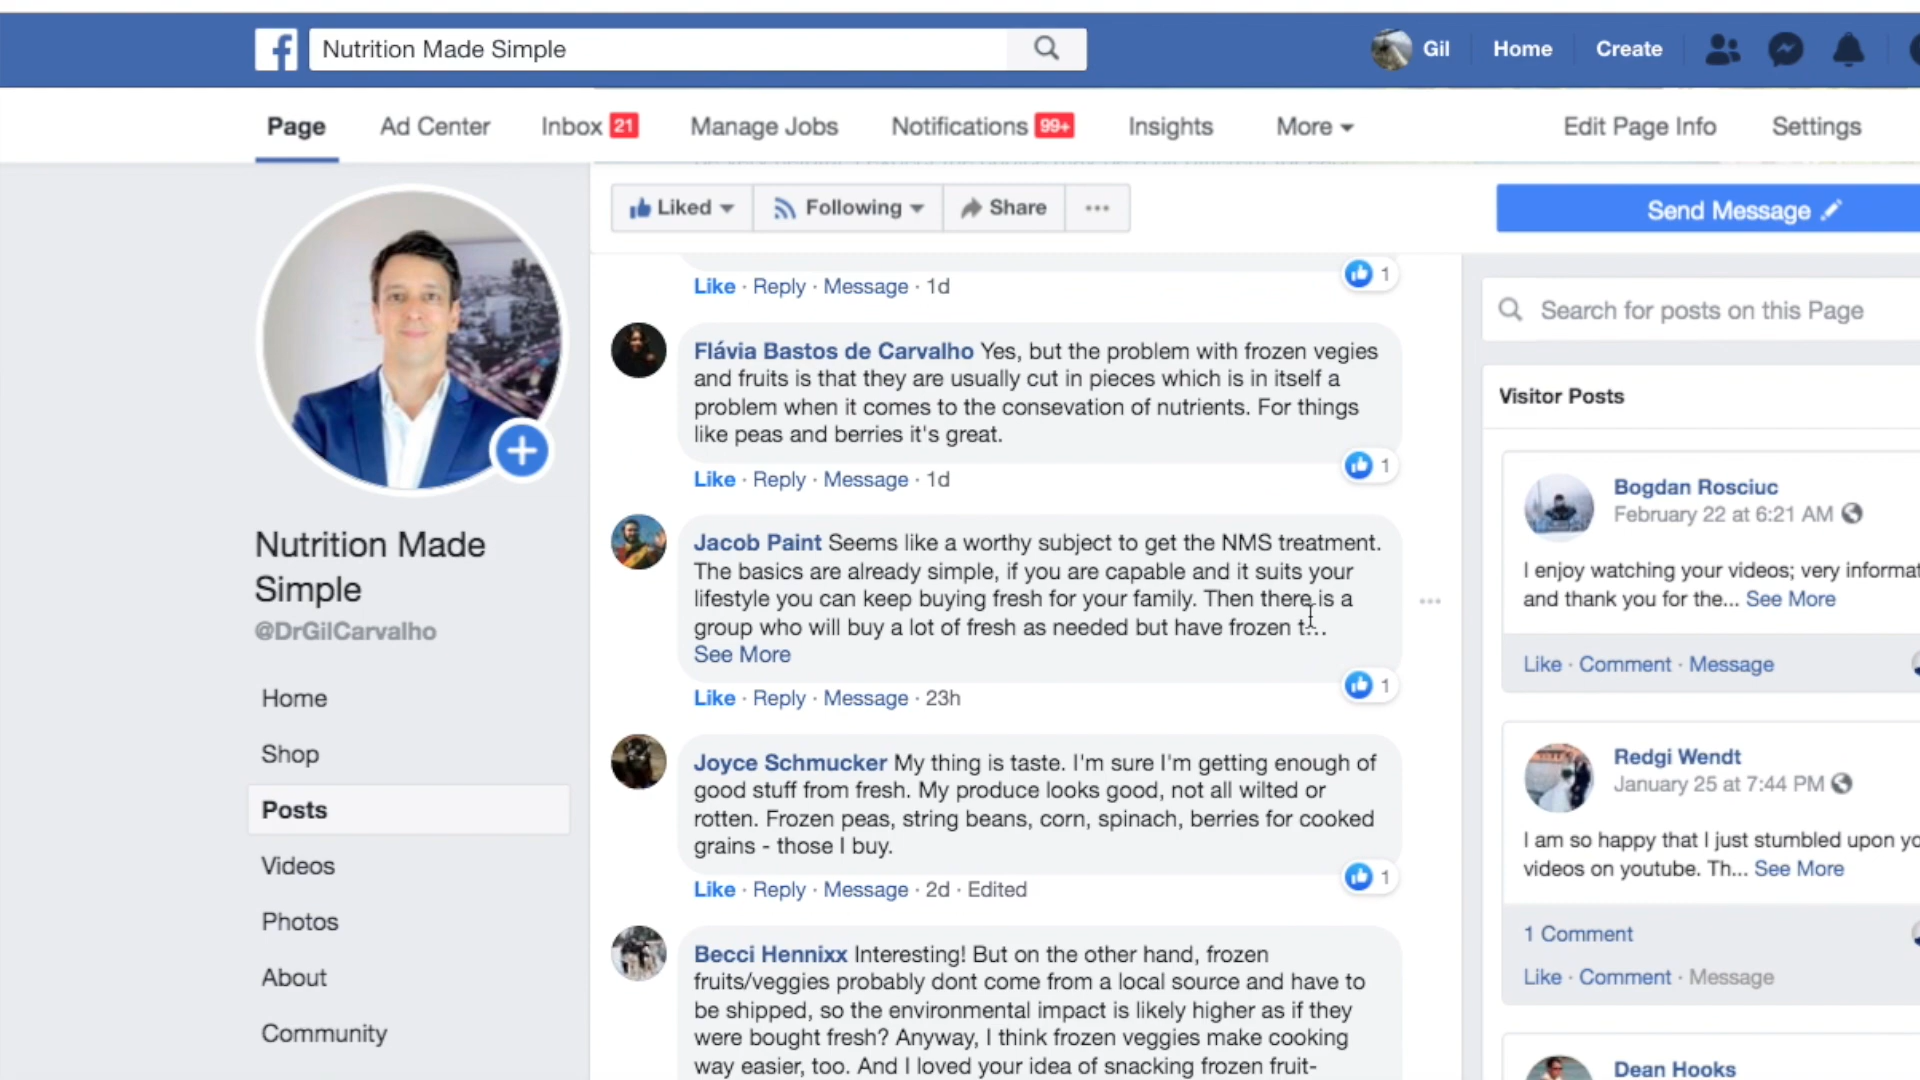 Nutrition Made Simple
Gil
Home
Create
Page
Ad Center
Inbox 21
Manage Jobs
Notifications 99+
Insights
More
Edit Page Info
Settings
Liked
Following
Share
Send Message
Nutrition Made
Simple
@DrGilCarvalho
Home
Shop
Posts
Videos
Photos
About
Community
Like · Reply · Message · 1d
1
Flávia Bastos de Carvalho Yes, but the problem with frozen vegies
and fruits is that they are usually cut in pieces which is in itself a
problem when it comes to the consevation of nutrients. For things
like peas and berries it's great.
1
Like · Reply · Message · 1d
Jacob Paint Seems like a worthy subject to get the NMS treatment.
The basics are already simple, if you are capable and it suits your
lifestyle you can keep buying fresh for your family. Then there is a
group who will buy a lot of fresh as needed but have frozen t...
See More
1
Like · Reply · Message · 23h
Joyce Schmucker My thing is taste. I'm sure I'm getting enough of
good stuff from fresh. My produce looks good, not all wilted or
rotten. Frozen peas, string beans, corn, spinach, berries for cooked
grains - those I buy.
1
Like · Reply · Message · 2d · Edited
Becci Hennixx Interesting! But on the other hand, frozen
fruits/veggies probably dont come from a local source and have to
be shipped, so the environmental impact is likely higher as if they
were bought fresh? Anyway, I think frozen veggies make cooking
way easier, too. And I loved your idea of snacking frozen fruit-
Search for posts on this Page
Visitor Posts
Bogdan Rosciuc
February 22 at 6:21 AM
I enjoy watching your videos; very informat
and thank you for the... See More
Like · Comment · Message
Redgi Wendt
January 25 at 7:44 PM
I am so happy that I just stumbled upon yo
videos on youtube. Th... See More
1 Comment
Like · Comment · Message
Dean Hooks